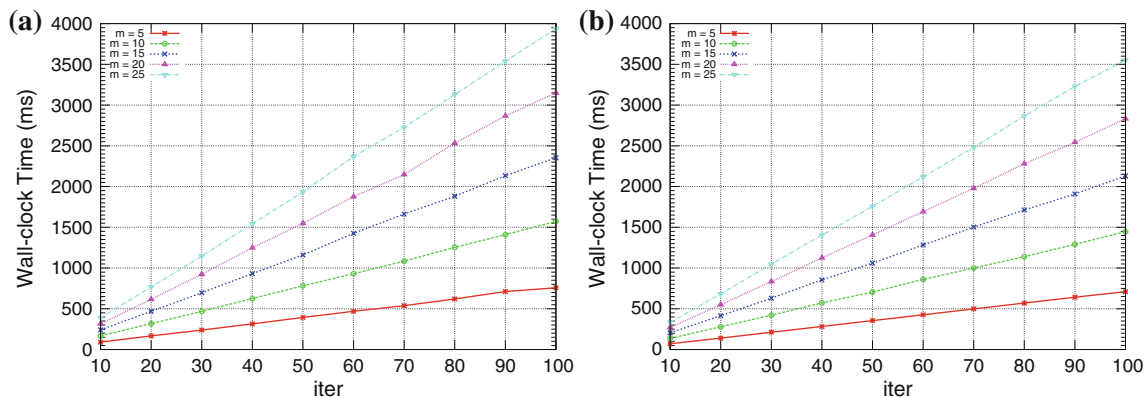 (a)
Wall-clock Time (ms)
4000
3500
3000
2500
2000
1500
1000
500
0
m = 5
m = 10
m = 15
m = 20
m = 25
10 20 30 40 50 60 70 80 90 100
iter
(b)
Wall-clock Time (ms)
4000
3500
3000
2500
2000
1500
1000
500
0
m = 5
m = 10
m = 15
m = 20
m = 25
10 20 30 40 50 60 70 80 90 100
iter